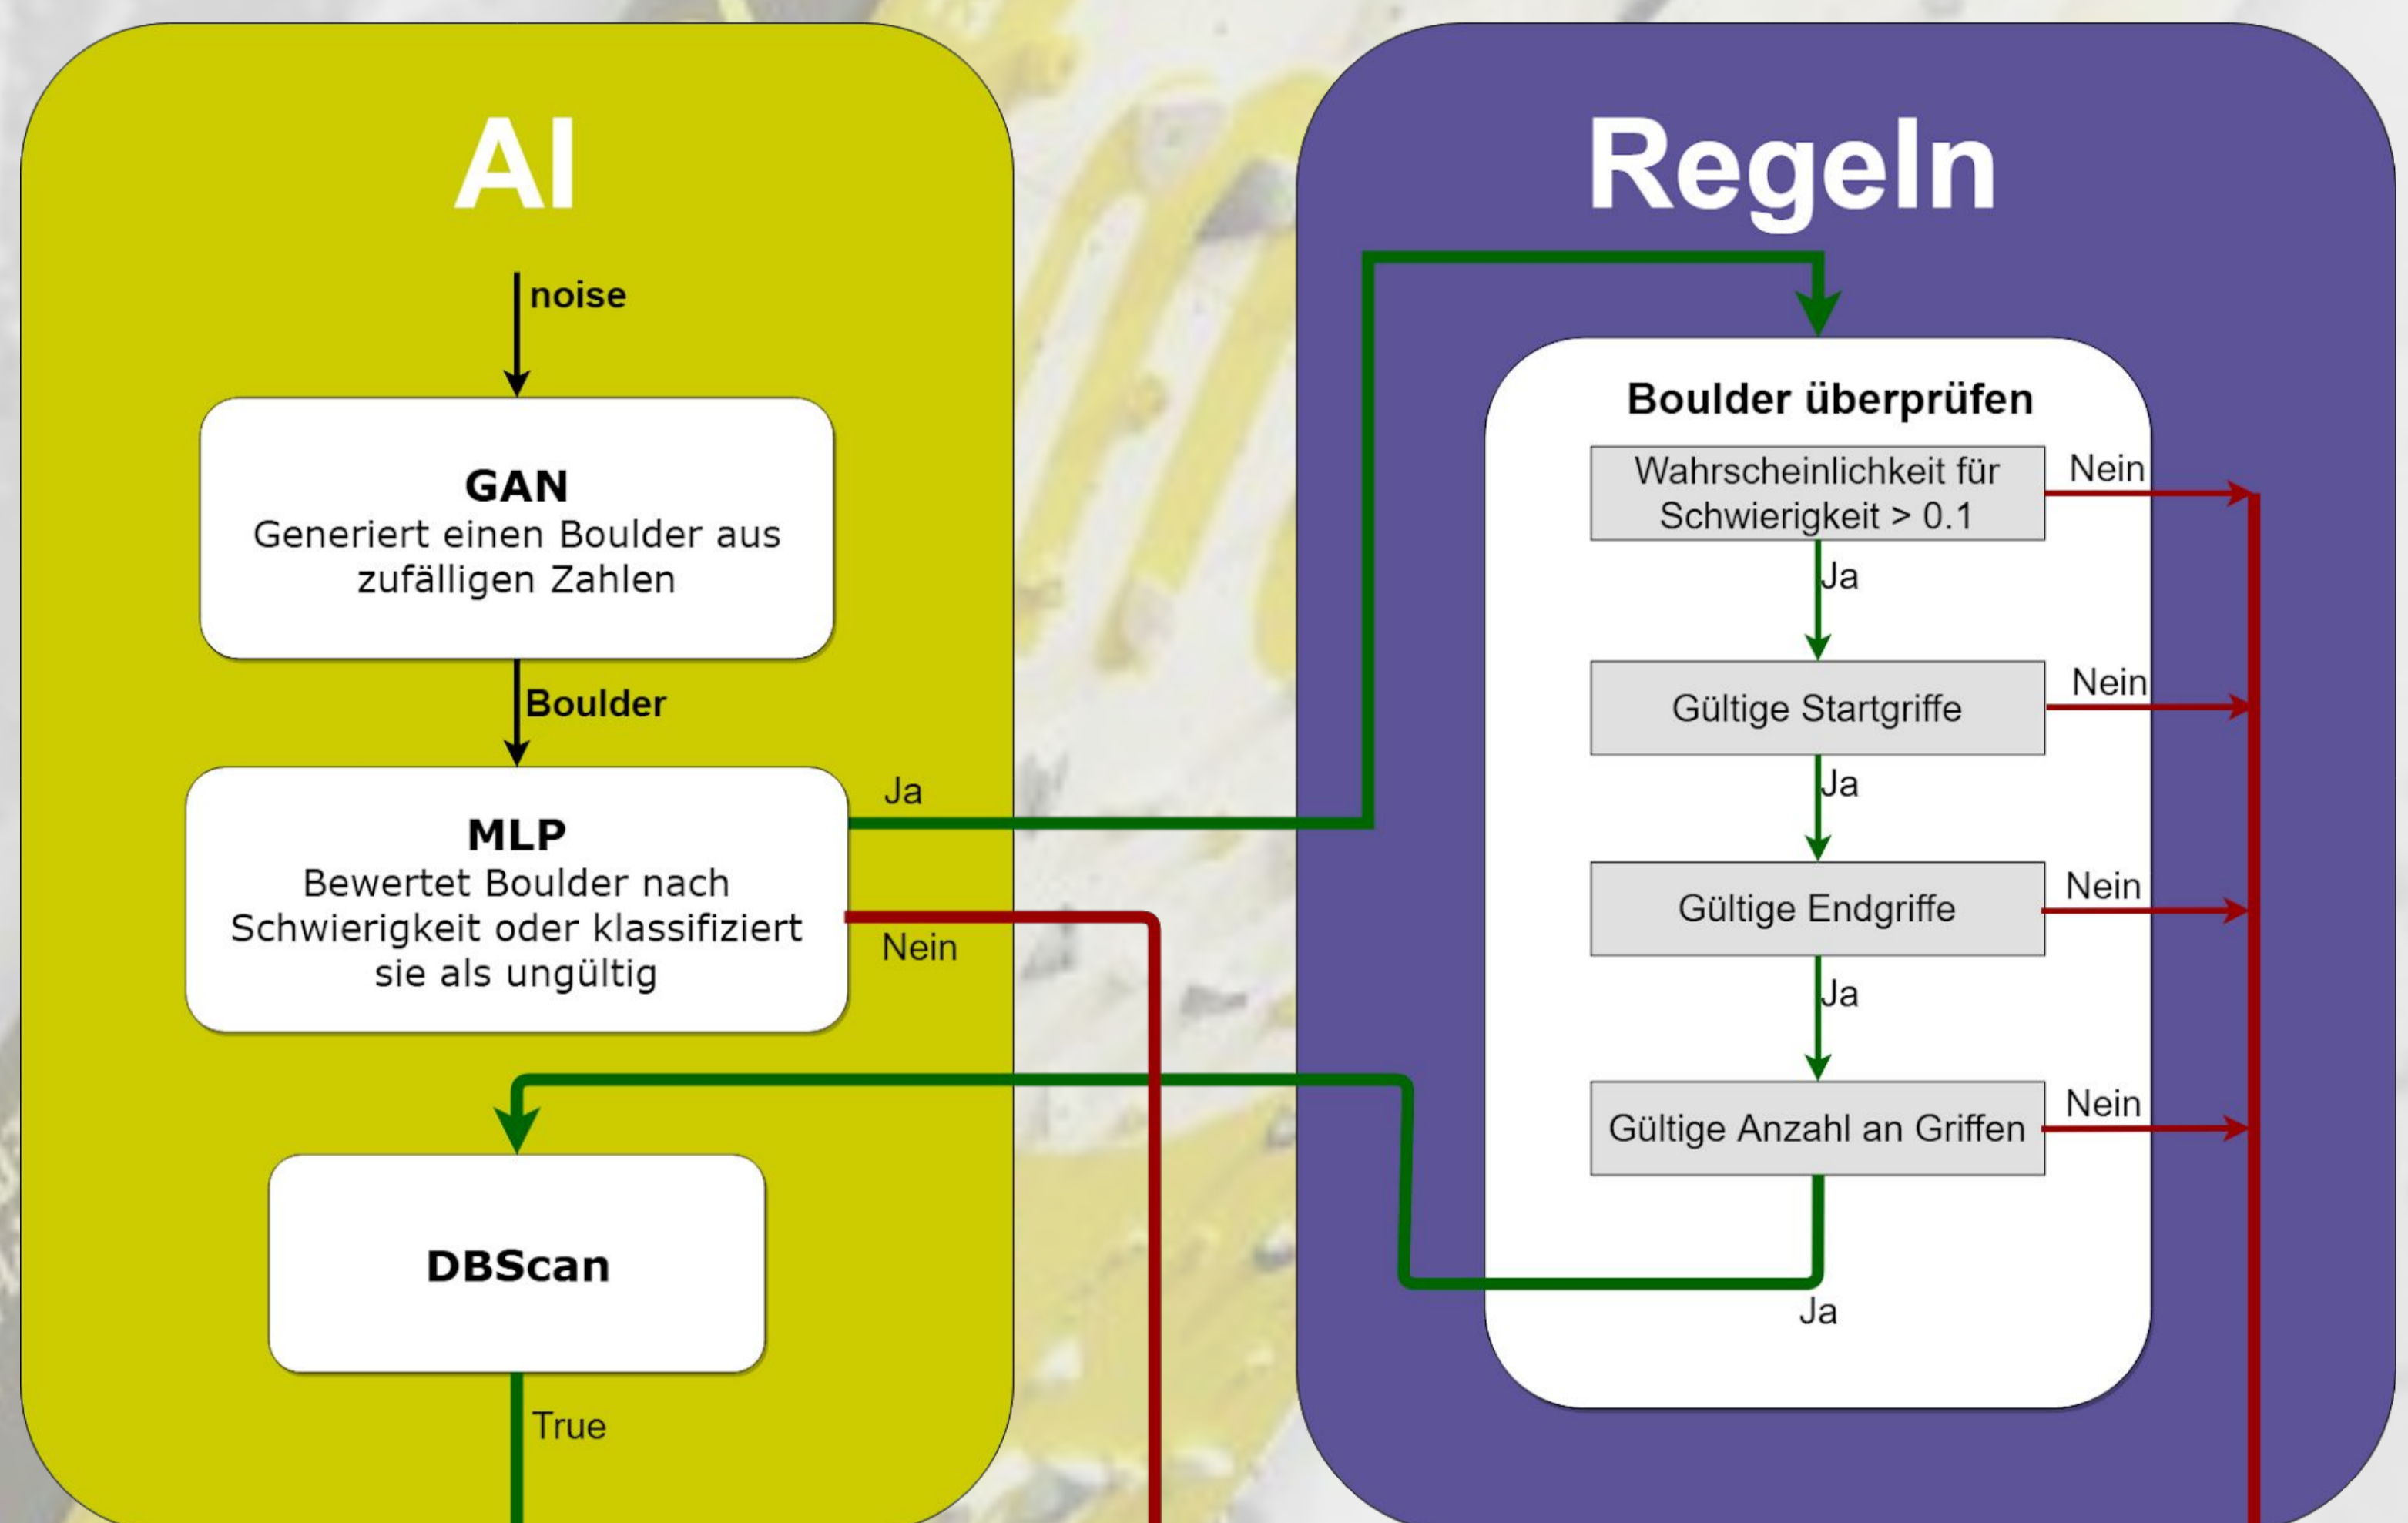 AI
noise
GAN
Generiert einen Boulder aus
zufälligen Zahlen
Boulder
MLP
Bewertet Boulder nach
Schwierigkeit oder klassifiziert
sie als ungültig
Ja
Nein
DBScan
True
Regeln
Boulder überprüfen
Wahrscheinlichkeit für
Schwierigkeit > 0.1
Nein
Ja
Gültige Startgriffe
Nein
Ja
Gültige Endgriffe
Nein
Ja
Gültige Anzahl an Griffen
Nein
Ja